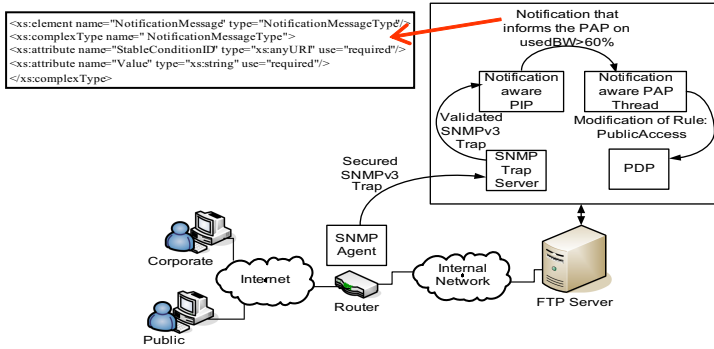 <xs:element name="NotificationMessage" type="NotificationMessageType"/>
<xs:complexType name=" NotificationMessageType">
<xs:attribute name="StableConditionID" type="xs:anyURI" use="required"/>
<xs:attribute name="Value" type="xs:string" use="required"/>
</xs:complexType>
Notification that
informs the PAP on
usedBW>60%
Notification
aware
PIP
Notification
aware PAP
Thread
Validated
SNMPv3
Trap
Modification of Rule:
PublicAccess
SNMP
Trap
Server
PDP
Secured
SNMPv3
Trap
SNMP
Agent
Corporate
Internet
Internal
Network
Router
FTP Server
Public